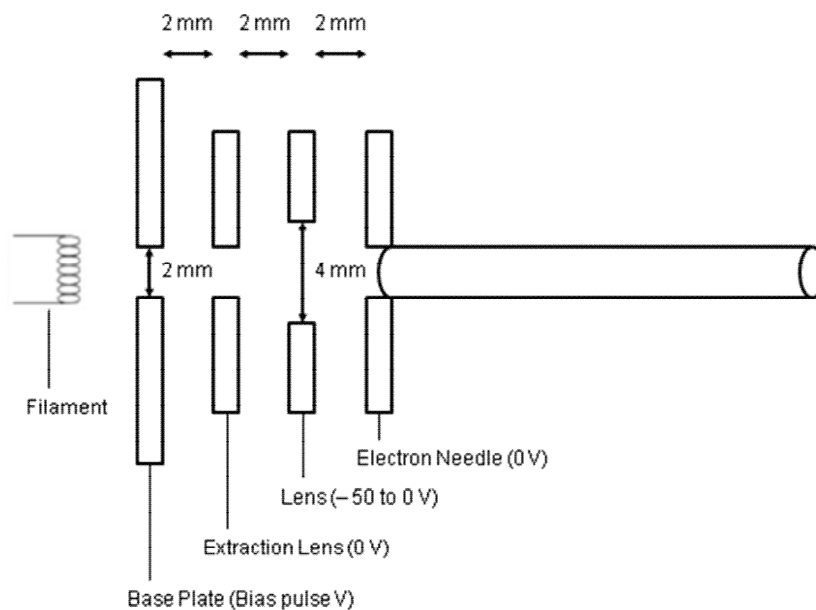 2 mm 2 mm 2 mm
2 mm
4 mm
Filament
Electron Needle (0 V)
Lens (– 50 to 0 V)
Extraction Lens (0 V)
Base Plate (Bias pulse V)